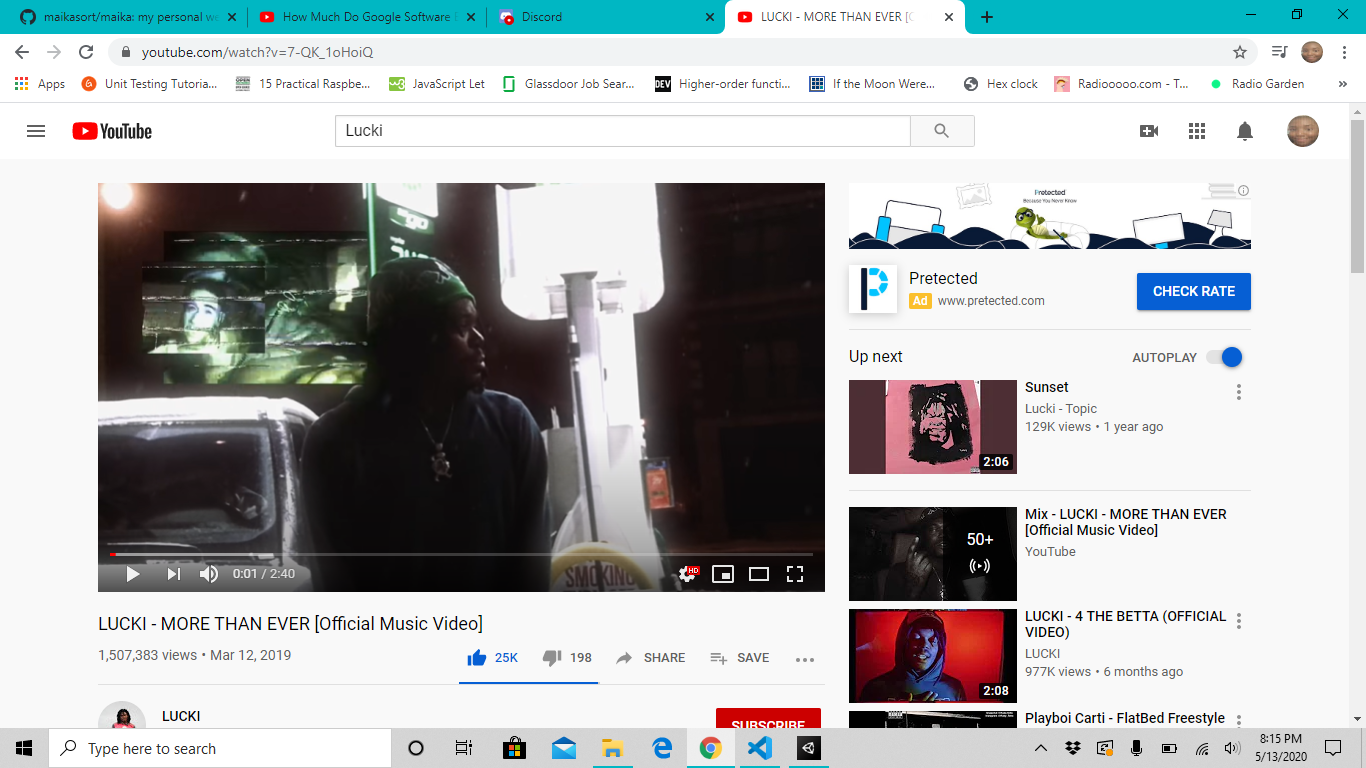 maikasort/maika: my personal we
How Much Do Google Software E
Discord
LUCKI - MORE THAN EVER [O
youtube.com/watch?v=7-QK_1oHoiQ
Apps
Unit Testing Tutoria...
15 Practical Raspbe...
JavaScript Let
Glassdoor Job Sear...
DEV
Higher-order functi...
If the Moon Were...
Hex clock
Radiooooo.com - T...
Radio Garden
YouTube
Lucki
Pretected
Because You Never Know
Pretected
Ad www.pretected.com
CHECK RATE
Up next
AUTOPLAY
Sunset
Lucki - Topic
129K views • 1 year ago
2:06
Mix - LUCKI - MORE THAN EVER
[Official Music Video]
YouTube
50+
LUCKI - 4 THE BETTA (OFFICIAL
VIDEO)
LUCKI
977K views • 6 months ago
2:08
Playboi Carti - FlatBed Freestyle
SMOKING
0:01 / 2:40
HD
LUCKI - MORE THAN EVER [Official Music Video]
1,507,383 views • Mar 12, 2019
25K
198
SHARE
SAVE
LUCKI
SUBSCRIBE
Type here to search
8:15 PM
5/13/2020